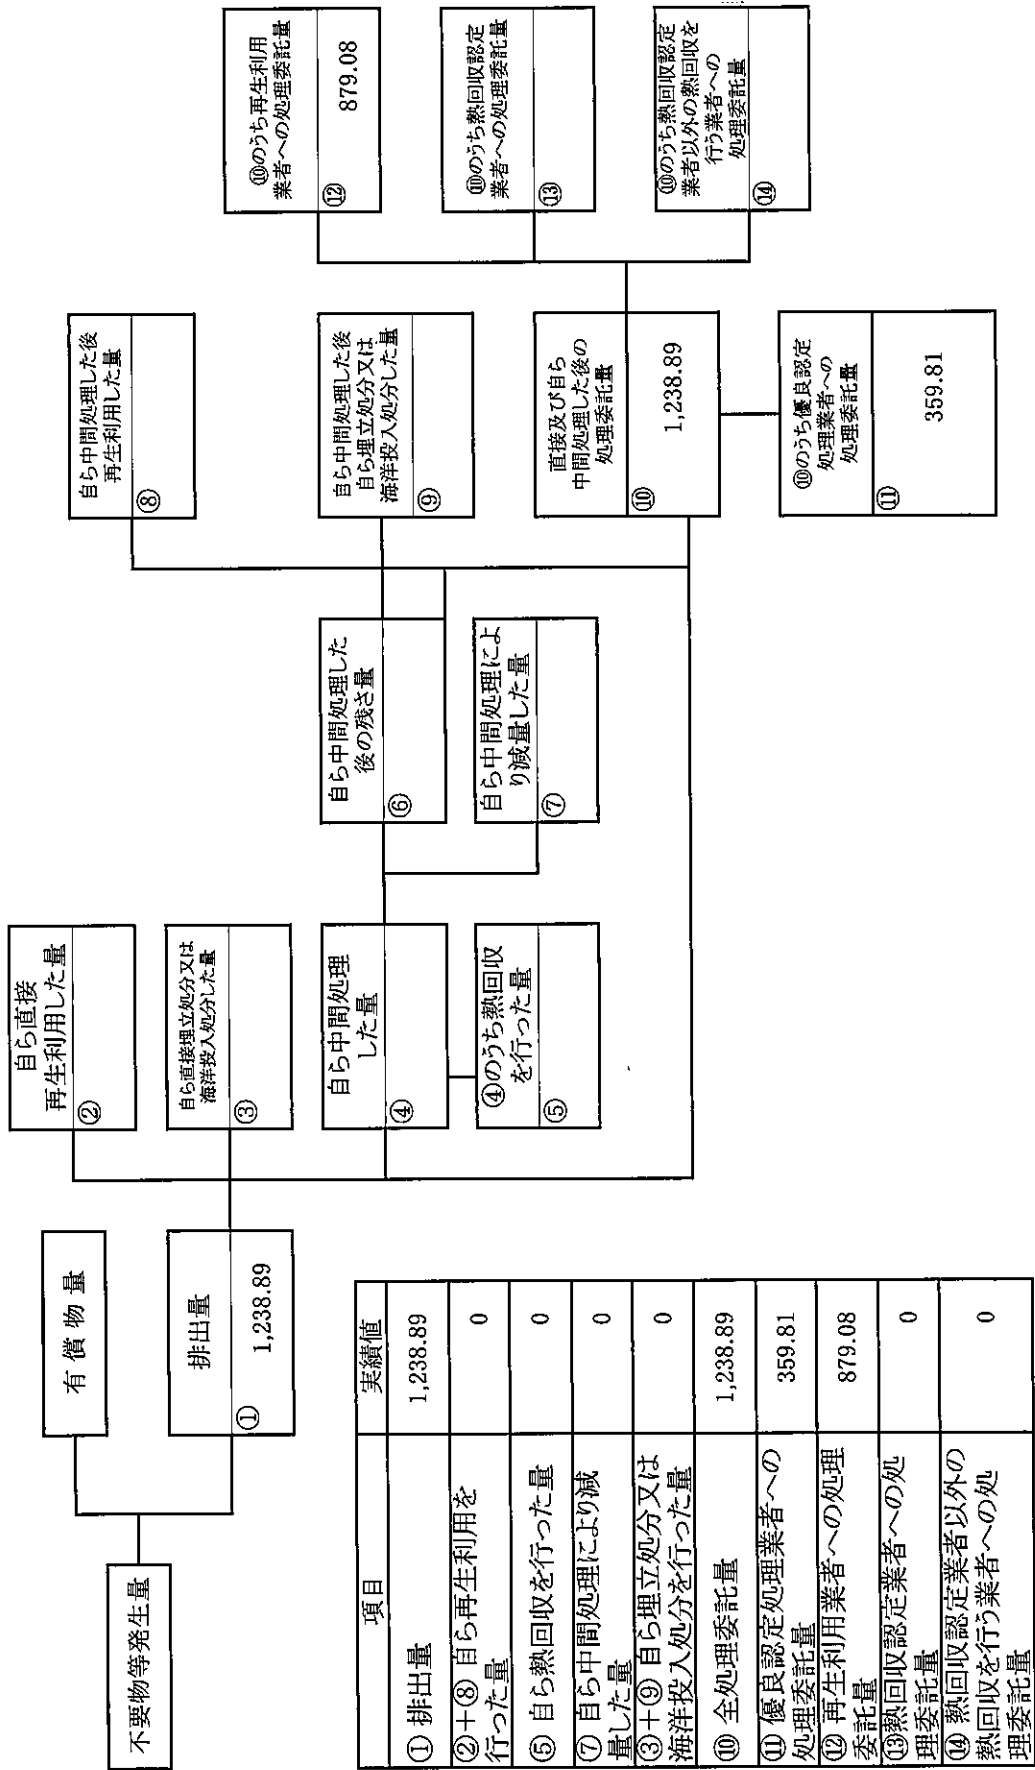 不要物等発生量
有償物量
排出量
①
1,238.89
自ら直接
再生利用した量
②
自ら直接埋立処分又は
海洋投入処分した量
③
自ら中間処理
した量
④
④のうち熱回収
を行った量
⑤
自ら中間処理した
後の残さ量
⑥
自ら中間処理によ
り減量した量
⑦
自ら中間処理した後
再生利用した量
⑧
自ら中間処理した後
自ら埋立処分又は
海洋投入処分した量
⑨
直接及び自ら
中間処理した後の
処理委託量
⑩
1,238.89
⑩のうち優良認定
処理業者への
処理委託量
⑪
359.81
⑩のうち再生利用
業者への処理委託量
⑫
879.08
⑩のうち熱回収認定
業者への処理委託量
⑬
⑩のうち熱回収認定
業者以外の熱回収を
行う業者への
処理委託量
⑭
項目 実績値
① 排出量 1,238.89
②+⑧ 自ら再生利用を
行った量 0
⑤ 自ら熱回収を行った量 0
⑦ 自ら中間処理により減
量した量 0
③+⑨ 自ら埋立処分又は
海洋投入処分を行った量 0
⑩ 全処理委託量 1,238.89
⑪ 優良認定処理業者への
処理委託量 359.81
⑫ 再生利用業者への処理
委託量 879.08
⑬熱回収認定業者への処
理委託量 0
⑭ 熱回収認定業者以外の
熱回収を行う業者への処
理委託量 0